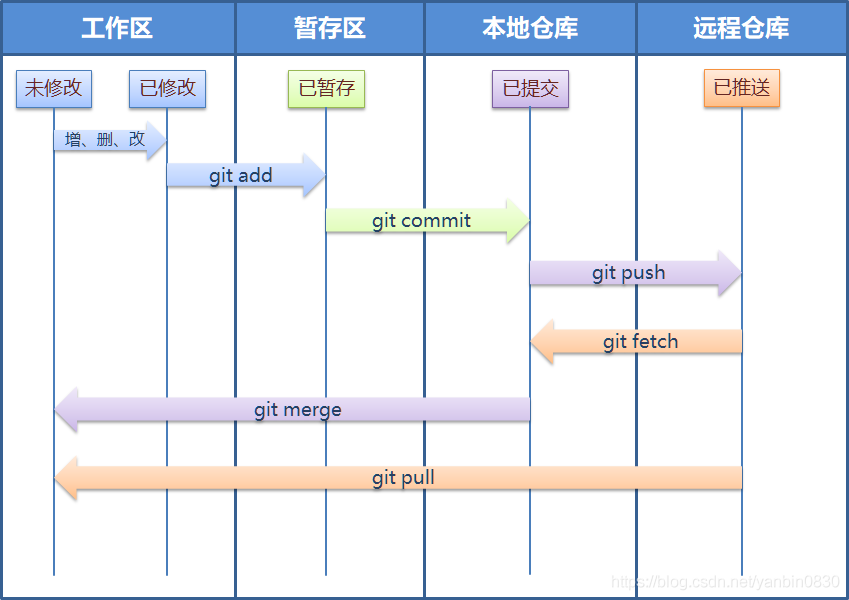 工作区 暂存区 本地仓库 远程仓库
未修改 已修改 已暂存 已提交 已推送
增、删、改
git add
git commit
git push
git fetch
git merge
git pull
https://blog.csdn.net/yanbin0830